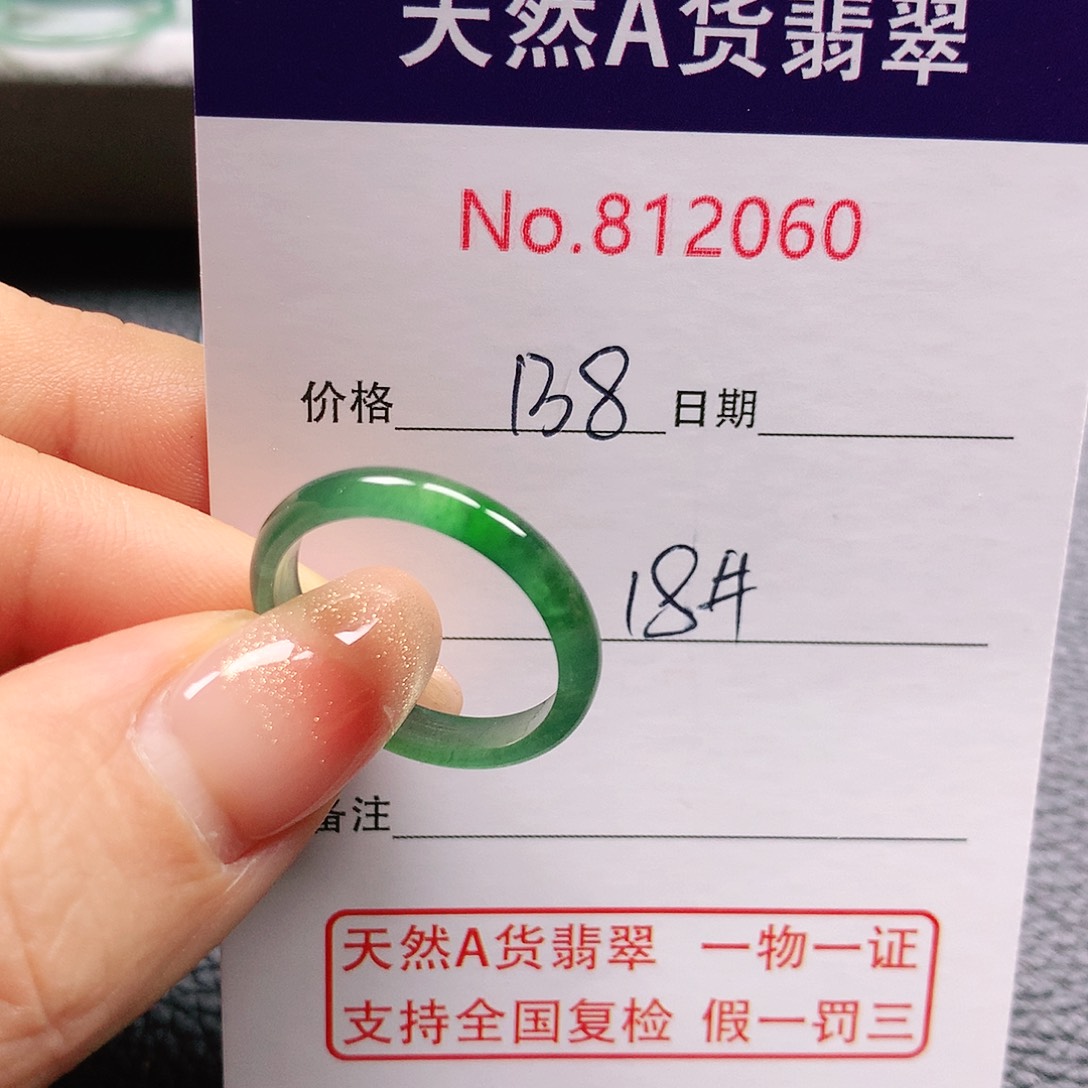 天然A货翡翠
No.812060
价格 138 日期
18#
备注
天然A货翡翠 一物一证
支持全国复检 假一罚三